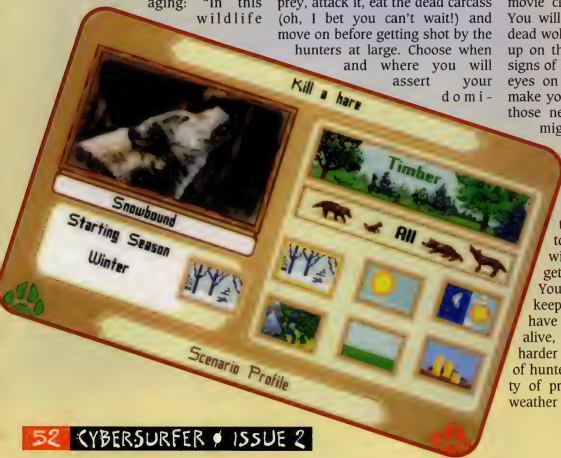 aging: "In this
wildlife
prey, attack it, eat the dead carcass
(oh, I bet you can't wait!) and
move on before getting shot by the
hunters at large. Choose when
and where you will
assert your
domi-
movie
You will
dead wol
up on th
signs of
eyes on
make yo
those ne
mig
to
wi
get
You
keep
have
alive,
harder
of hunte
ty of pr
weather
Kill a hare
Snowbound
Starting Season
Winter
Timber
All
Scenario Profile
52 CYBERSURFER ISSUE 2